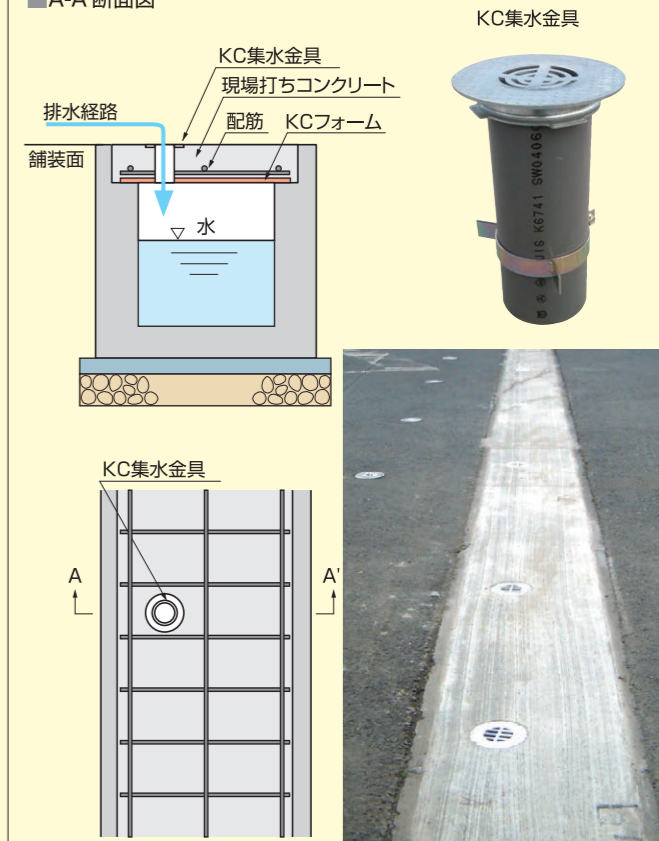 ■A-A 断面図
KC集水金具
KC集水金具
現場打ちコンクリート
排水経路
配筋
KCフォーム
舗装面
水
JIS K6741 SW0406
KC集水金具
A
A'